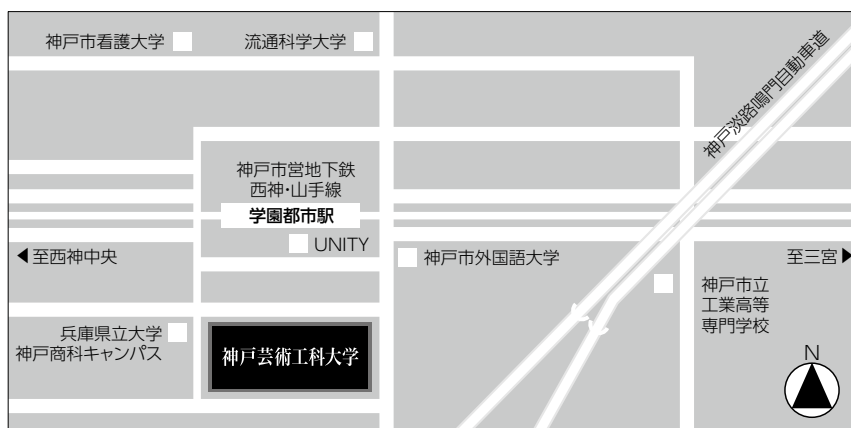 神戸市看護大学
流通科学大学
神戸淡路鳴門自動車道
神戸市営地下鉄
西神・山手線
学園都市駅
UNITY
◀至西神中央
神戸市外国語大学
至三宮▶
神戸市立
工業高等
専門学校
兵庫県立大学
神戸商科キャンパス
神戸芸術工科大学
N